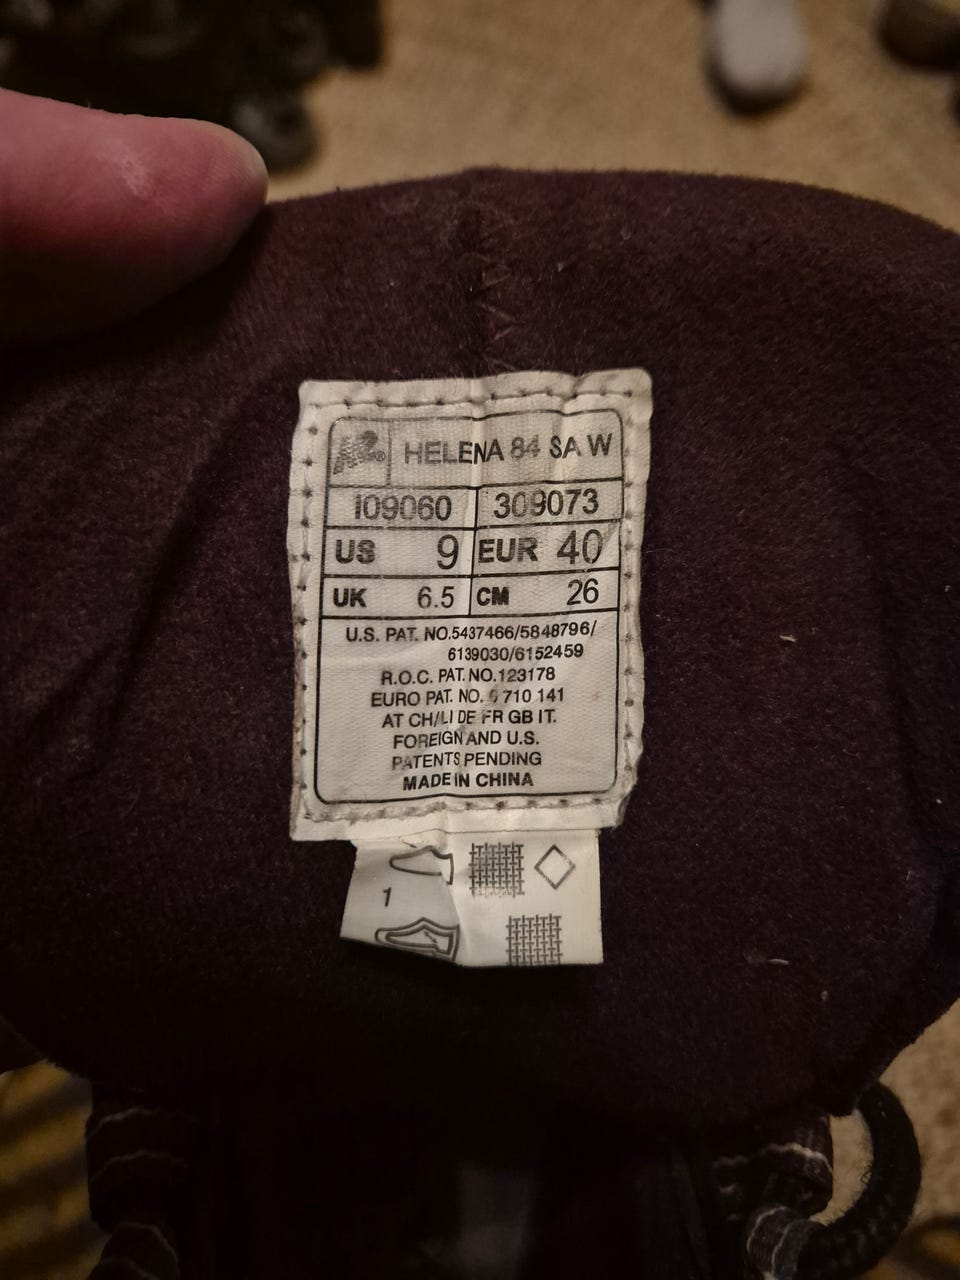 K2® HELENA 84 SA W
I09060 309073
US 9 EUR 40
UK 6.5 CM 26
U.S. PAT. NO.5437466/5848796/
6139030/6152459
R.O.C. PAT. NO.123178
EURO PAT. NO. 710 141
AT CH/LI DE FR GB IT.
FOREIGN AND U.S.
PATENTS PENDING
MADE IN CHINA
1